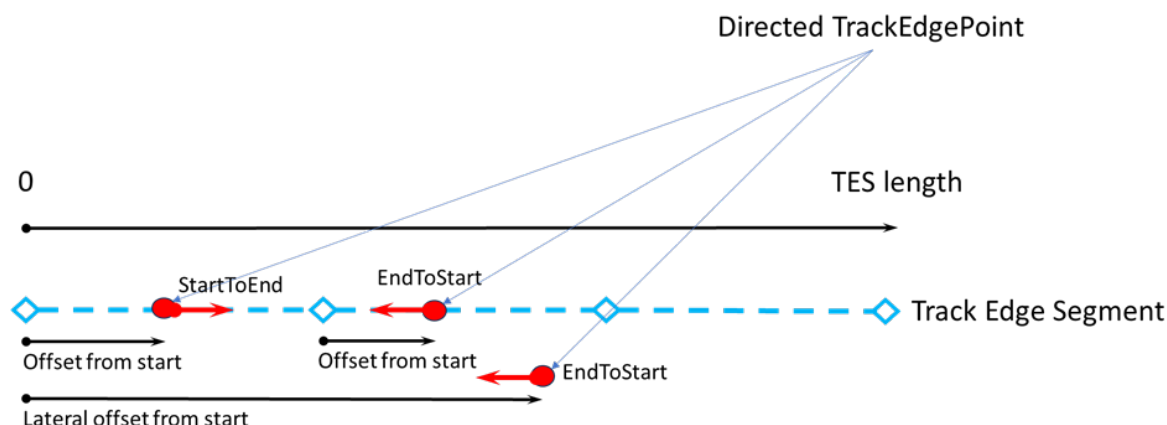 Directed TrackEdgePoint
0
TES length
StartToEnd
EndToStart
Track Edge Segment
Offset from start
Offset from start
EndToStart
Lateral offset from start